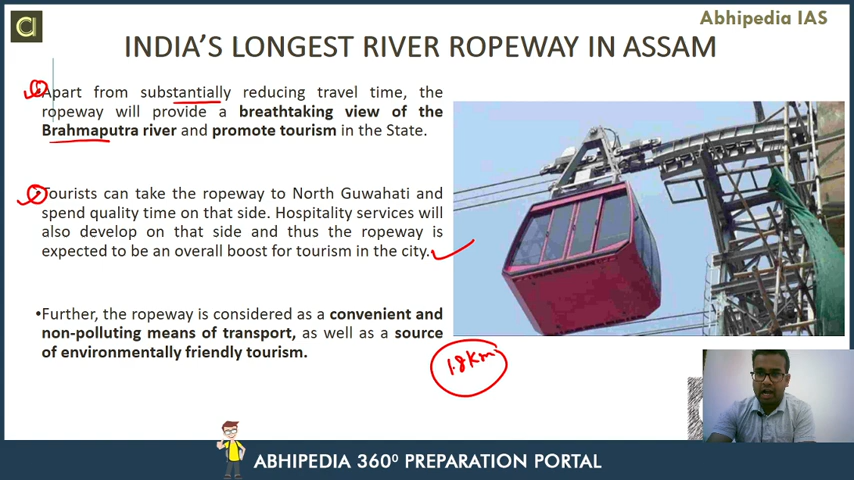 Abhipedia IAS
INDIA'S LONGEST RIVER ROPEWAY IN ASSAM
Apart from substantially reducing travel time, the
ropeway will provide a breathtaking view of the
Brahmaputra river and promote tourism in the State.
Tourists can take the ropeway to North Guwahati and
spend quality time on that side. Hospitality services will
also develop on that side and thus the ropeway is
expected to be an overall boost for tourism in the city.
•Further, the ropeway is considered as a convenient and
non-polluting means of transport, as well as a source
of environmentally friendly tourism.
1.8km
ABHIPEDIA 360⁰ PREPARATION PORTAL